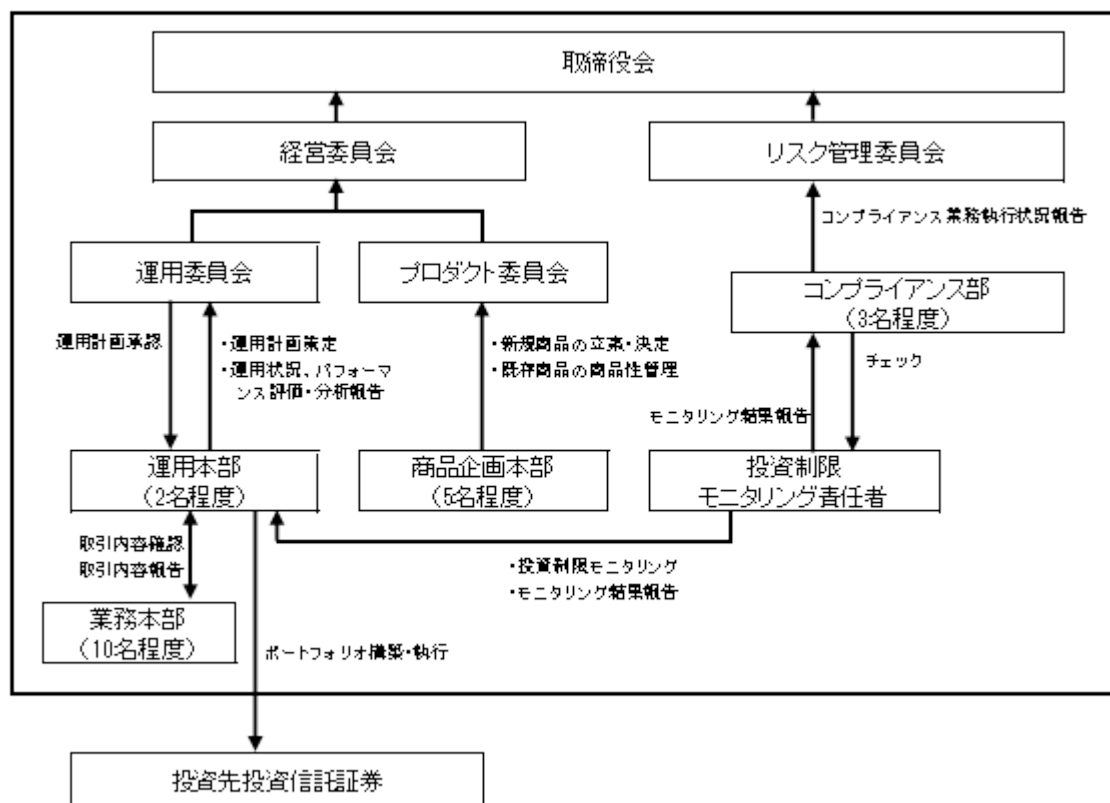 取締役会
経営委員会
リスク管理委員会
コンプライアンス業務執行状況報告
運用委員会
プロダクト委員会
コンプライアンス部
(3名程度)
運用計画承認
・運用計画策定
・運用状況、パフォーマ
ンス評価・分析報告
・新規商品の立案・決定
・既存商品の商品性管理
チェック
モニタリング結果報告
運用本部
(2名程度)
商品企画本部
(5名程度)
投資制限
モニタリング責任者
取引内容確認
取引内容報告
・投資制限モニタリング
・モニタリング結果報告
業務本部
(10名程度)
ポートフォリオ構築・執行
投資先投資信託証券